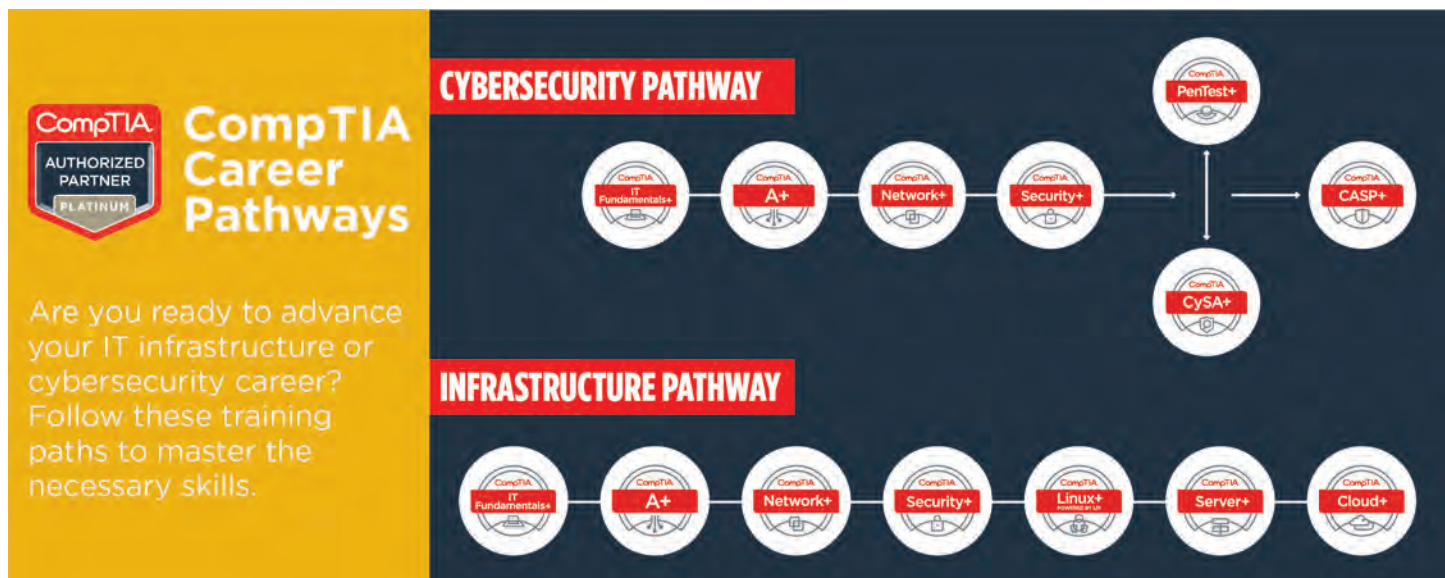 CompTIA
AUTHORIZED
PARTNER
PLATINUM
CompTIA
Career
Pathways
Are you ready to advance
your IT infrastructure or
cybersecurity career?
Follow these training
paths to master the
necessary skills.
CYBERSECURITY PATHWAY
CompTIA
IT
Fundamentals+
CompTIA
A+
CompTIA
Network+
CompTIA
Security+
CompTIA
PenTest+
CompTIA
CySA+
CompTIA
CASP+
INFRASTRUCTURE PATHWAY
CompTIA
IT
Fundamentals+
CompTIA
A+
CompTIA
Network+
CompTIA
Security+
CompTIA
Linux+
POWERED BY LPI
CompTIA
Server+
CompTIA
Cloud+